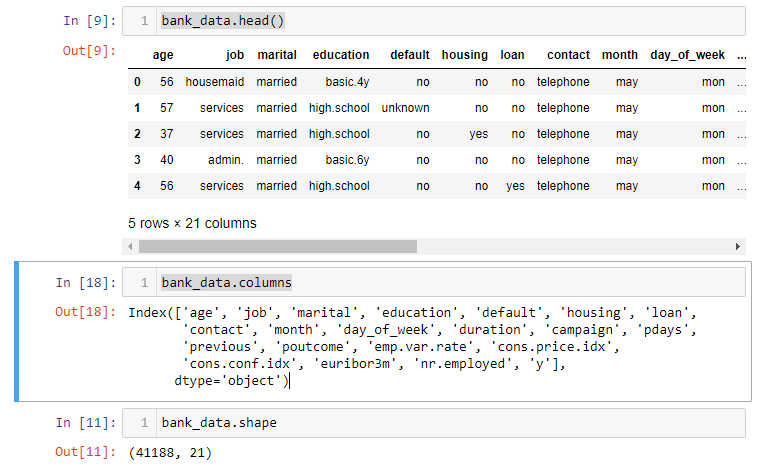 In [9]: 1 bank_data.head()
Out[9]:
age job marital education default housing loan contact month day_of_week ...
0 56 housemaid married basic.4y no no no telephone may mon ...
1 57 services married high.school unknown no no telephone may mon ...
2 37 services married high.school no yes no telephone may mon ...
3 40 admin. married basic.6y no no no telephone may mon ...
4 56 services married high.school no no yes telephone may mon ...
5 rows × 21 columns
In [18]: 1 bank_data.columns
Out[18]: Index(['age', 'job', 'marital', 'education', 'default', 'housing', 'loan',
'contact', 'month', 'day_of_week', 'duration', 'campaign', 'pdays',
'previous', 'poutcome', 'emp.var.rate', 'cons.price.idx',
'cons.conf.idx', 'euribor3m', 'nr.employed', 'y'],
dtype='object')
In [11]: 1 bank_data.shape
Out[11]: (41188, 21)